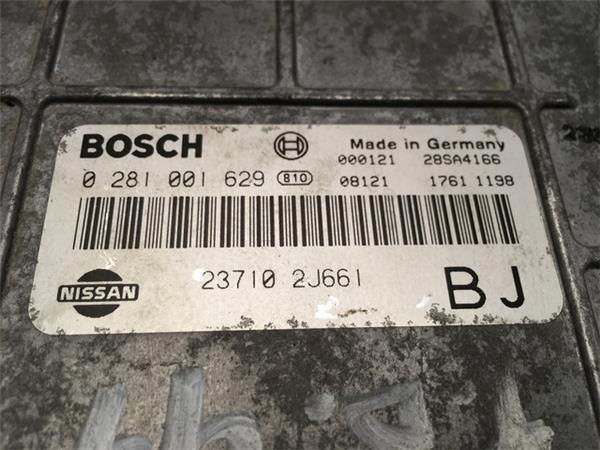 BOSCH Made in Germany
000121 28SA4166
0 281 001 629 810 08121 1761 1198
NISSAN 23710 2J661 BJ